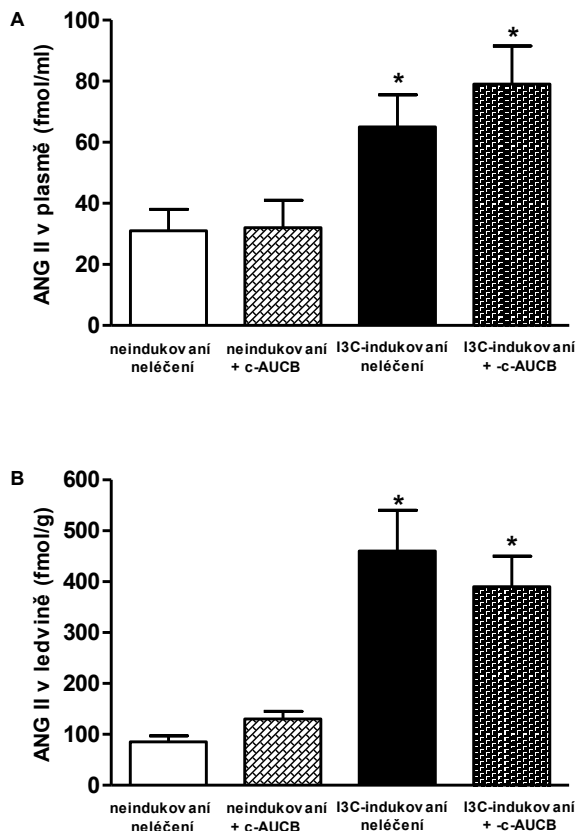 A
100
*
*
80
60
40
20
0
ANG II v plasmě (fmol/ml)
neindukovaní neindukovaní I3C-indukovaní I3C-indukovaní
neléčení + c-AUCB neléčení + -c-AUCB
B
600
*
*
500
400
300
200
100
0
ANG II v ledvině (fmol/g)
neindukovaní neindukovaní I3C-indukovaní I3C-indukovaní
neléčení + c-AUCB neléčení + -c-AUCB